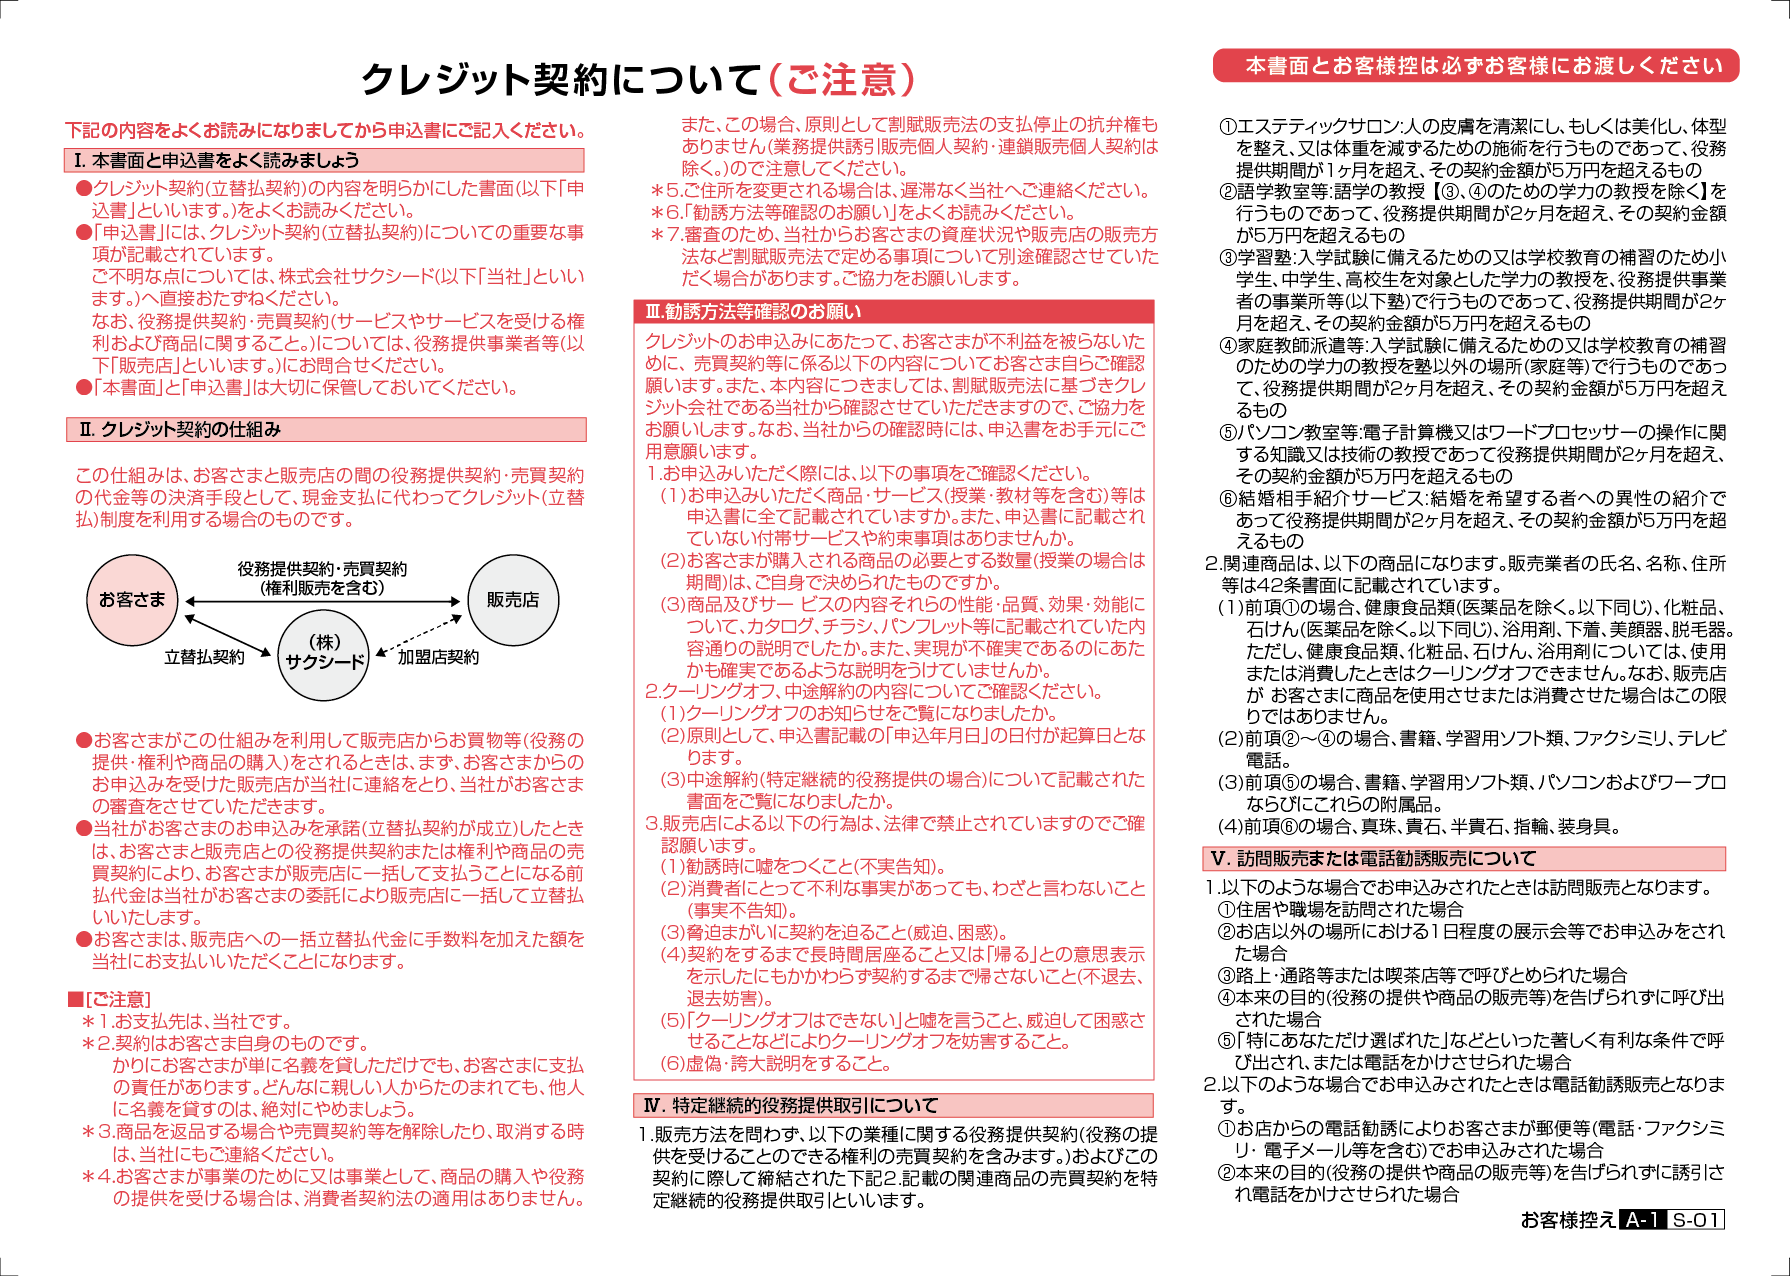 クレジット契約について(ご注意)
本書面とお客様控は必ずお客様にお渡しください
下記の内容をよくお読みになりましてから申込書にご記入ください。
Ⅰ. 本書面と申込書をよく読みましょう
●クレジット契約(立替払契約)の内容を明らかにした書面(以下「申
込書」といいます。)をよくお読みください。
●「申込書」には、クレジット契約(立替払契約)についての重要な事
項が記載されています。
ご不明な点については、株式会社サクシード(以下「当社」といい
ます。)へ直接おたずねください。
なお、役務提供契約・売買契約(サービスやサービスを受ける権
利および商品に関すること。)については、役務提供事業者等(以
下「販売店」といいます。)にお問合せください。
●「本書面」と「申込書」は大切に保管しておいてください。
Ⅱ. クレジット契約の仕組み
この仕組みは、お客さまと販売店の間の役務提供契約・売買契約
の代金等の決済手段として、現金支払に代わってクレジット(立替
払)制度を利用する場合のものです。
役務提供契約・売買契約
(権利販売を含む)
お客さま
販売店
(株)
サクシード
立替払契約
加盟店契約
●お客さまがこの仕組みを利用して販売店からお買物等(役務の
提供・権利や商品の購入)をされるときは、まず、お客さまからの
お申込みを受けた販売店が当社に連絡をとり、当社がお客さま
の審査をさせていただきます。
●当社がお客さまのお申込みを承諾(立替払契約が成立)したとき
は、お客さまと販売店との役務提供契約または権利や商品の売
買契約により、お客さまが販売店に一括して支払うことになる前
払代金は当社がお客さまの委託により販売店に一括して立替払
いいたします。
●お客さまは、販売店への一括立替払代金に手数料を加えた額を
当社にお支払いいただくことになります。
■[ご注意]
＊1.お支払先は、当社です。
＊2.契約はお客さま自身のものです。
かりにお客さまが単に名義を貸しただけでも、お客さまに支払
の責任があります。どんなに親しい人からたのまれても、他人
に名義を貸すのは、絶対にやめましょう。
＊3.商品を返品する場合や売買契約等を解除したり、取消する時
は、当社にもご連絡ください。
＊4.お客さまが事業のために又は事業として、商品の購入や役務
の提供を受ける場合は、消費者契約法の適用はありません。
また、この場合、原則として割賦販売法の支払停止の抗弁権も
ありません(業務提供誘引販売個人契約・連鎖販売個人契約は
除く。)ので注意してください。
＊5.ご住所を変更される場合は、遅滞なく当社へご連絡ください。
＊6.「勧誘方法等確認のお願い」をよくお読みください。
＊7.審査のため、当社からお客さまの資産状況や販売店の販売方
法など割賦販売法で定める事項について別途確認させていた
だく場合があります。ご協力をお願いします。
Ⅲ.勧誘方法等確認のお願い
クレジットのお申込みにあたって、お客さまが不利益を被らないた
めに、売買契約等に係る以下の内容についてお客さま自らご確認
願います。また、本内容につきましては、割賦販売法に基づきクレ
ジット会社である当社から確認させていただきますので、ご協力を
お願いします。なお、当社からの確認時には、申込書をお手元にご
用意願います。
1.お申込みいただく際には、以下の事項をご確認ください。
(1)お申込みいただく商品・サービス(授業・教材等を含む)等は
申込書に全て記載されていますか。また、申込書に記載され
ていない付帯サービスや約束事項はありませんか。
(2)お客さまが購入される商品の必要とする数量(授業の場合は
期間)は、ご自身で決められたものですか。
(3)商品及びサー ビスの内容それらの性能・品質、効果・効能に
ついて、カタログ、チラシ、パンフレット等に記載されていた内
容通りの説明でしたか。また、実現が不確実であるのにあた
かも確実であるような説明をうけていませんか。
2.クーリングオフ、中途解約の内容についてご確認ください。
(1)クーリングオフのお知らせをご覧になりましたか。
(2)原則として、申込書記載の「申込年月日」の日付が起算日とな
ります。
(3)中途解約(特定継続的役務提供の場合)について記載された
書面をご覧になりましたか。
3.販売店による以下の行為は、法律で禁止されていますのでご確
認願います。
(1)勧誘時に嘘をつくこと(不実告知)。
(2)消費者にとって不利な事実があっても、わざと言わないこと
(事実不告知)。
(3)脅迫まがいに契約を迫ること(威迫、困惑)。
(4)契約をするまで長時間居座ること又は「帰る」との意思表示
を示したにもかかわらず契約するまで帰さないこと(不退去、
退去妨害)。
(5)「クーリングオフはできない」と嘘を言うこと、威迫して困惑さ
せることなどによりクーリングオフを妨害すること。
(6)虚偽・誇大説明をすること。
Ⅳ. 特定継続的役務提供取引について
1.販売方法を問わず、以下の業種に関する役務提供契約(役務の提
供を受けることのできる権利の売買契約を含みます。)およびこの
契約に際して締結された下記2.記載の関連商品の売買契約を特
定継続的役務提供取引といいます。
①エステティックサロン:人の皮膚を清潔にし、もしくは美化し、体型
を整え、又は体重を減ずるための施術を行うものであって、役務
提供期間が1ヶ月を超え、その契約金額が5万円を超えるもの
②語学教室等:語学の教授【③、④のための学力の教授を除く】を
行うものであって、役務提供期間が2ヶ月を超え、その契約金額
が5万円を超えるもの
③学習塾:入学試験に備えるための又は学校教育の補習のため小
学生、中学生、高校生を対象とした学力の教授を、役務提供事業
者の事業所等(以下塾)で行うものであって、役務提供期間が2ヶ
月を超え、その契約金額が5万円を超えるもの
④家庭教師派遣等:入学試験に備えるための又は学校教育の補習
のための学力の教授を塾以外の場所(家庭等)で行うものであっ
て、役務提供期間が2ヶ月を超え、その契約金額が5万円を超え
るもの
⑤パソコン教室等:電子計算機又はワードプロセッサーの操作に関
する知識又は技術の教授であって役務提供期間が2ヶ月を超え、
その契約金額が5万円を超えるもの
⑥結婚相手紹介サービス:結婚を希望する者への異性の紹介で
あって役務提供期間が2ヶ月を超え、その契約金額が5万円を超
えるもの
2.関連商品は、以下の商品になります。販売業者の氏名、名称、住所
等は42条書面に記載されています。
(1)前項①の場合、健康食品類(医薬品を除く。以下同じ)、化粧品、
石けん(医薬品を除く。以下同じ)、浴用剤、下着、美顔器、脱毛器。
ただし、健康食品類、化粧品、石けん、浴用剤については、使用
または消費したときはクーリングオフできません。なお、販売店
が お客さまに商品を使用させまたは消費させた場合はこの限
りではありません。
(2)前項②～④の場合、書籍、学習用ソフト類、ファクシミリ、テレビ
電話。
(3)前項⑤の場合、書籍、学習用ソフト類、パソコンおよびワープロ
ならびにこれらの附属品。
(4)前項⑥の場合、真珠、貴石、半貴石、指輪、装身具。
Ⅴ. 訪問販売または電話勧誘販売について
1.以下のような場合でお申込みされたときは訪問販売となります。
①住居や職場を訪問された場合
②お店以外の場所における1日程度の展示会等でお申込みをされ
た場合
③路上・通路等または喫茶店等で呼びとめられた場合
④本来の目的(役務の提供や商品の販売等)を告げられずに呼び出
された場合
⑤「特にあなただけ選ばれた」などといった著しく有利な条件で呼
び出され、または電話をかけさせられた場合
2.以下のような場合でお申込みされたときは電話勧誘販売となりま
す。
①お店からの電話勧誘によりお客さまが郵便等(電話・ファクシミ
リ・電子メール等を含む)でお申込みされた場合
②本来の目的(役務の提供や商品の販売等)を告げられずに誘引さ
れ電話をかけさせられた場合
お客様控え A-1 S-01